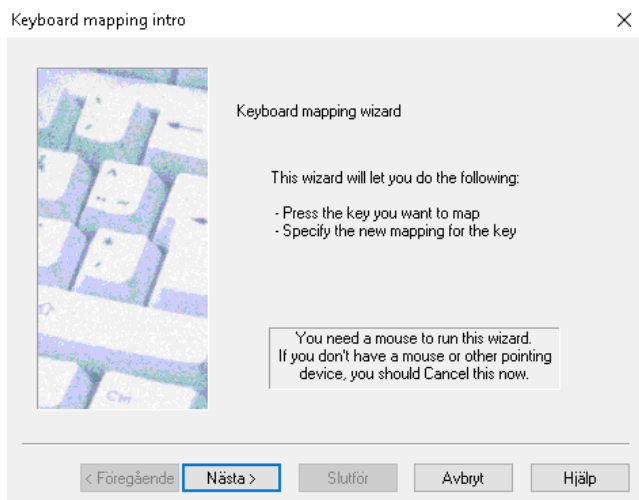 Keyboard mapping intro
Keyboard mapping wizard
This wizard will let you do the following:
- Press the key you want to map
- Specify the new mapping for the key
You need a mouse to run this wizard.
If you don't have a mouse or other pointing
device, you should Cancel this now.
< Föregående
Nästa >
Slutför
Avbryt
Hjälp